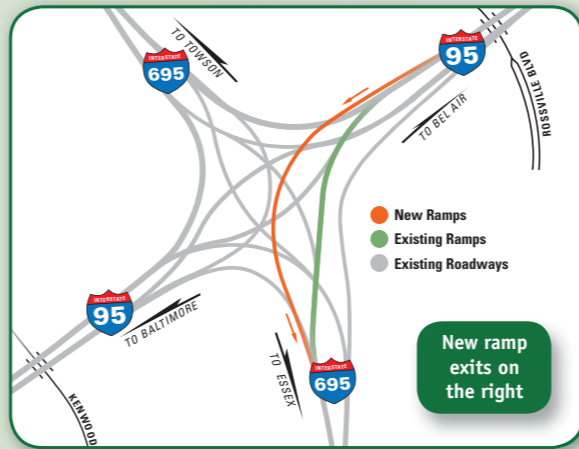 TO TOWSON
INTERSTATE
695
INTERSTATE
95
ROSSVILLE BLVD
TO BEL AIR
New Ramps
Existing Ramps
Existing Roadways
INTERSTATE
95
TO BALTIMORE
KENWOOD
TO ESSEX
INTERSTATE
695
New ramp
exits on
the right